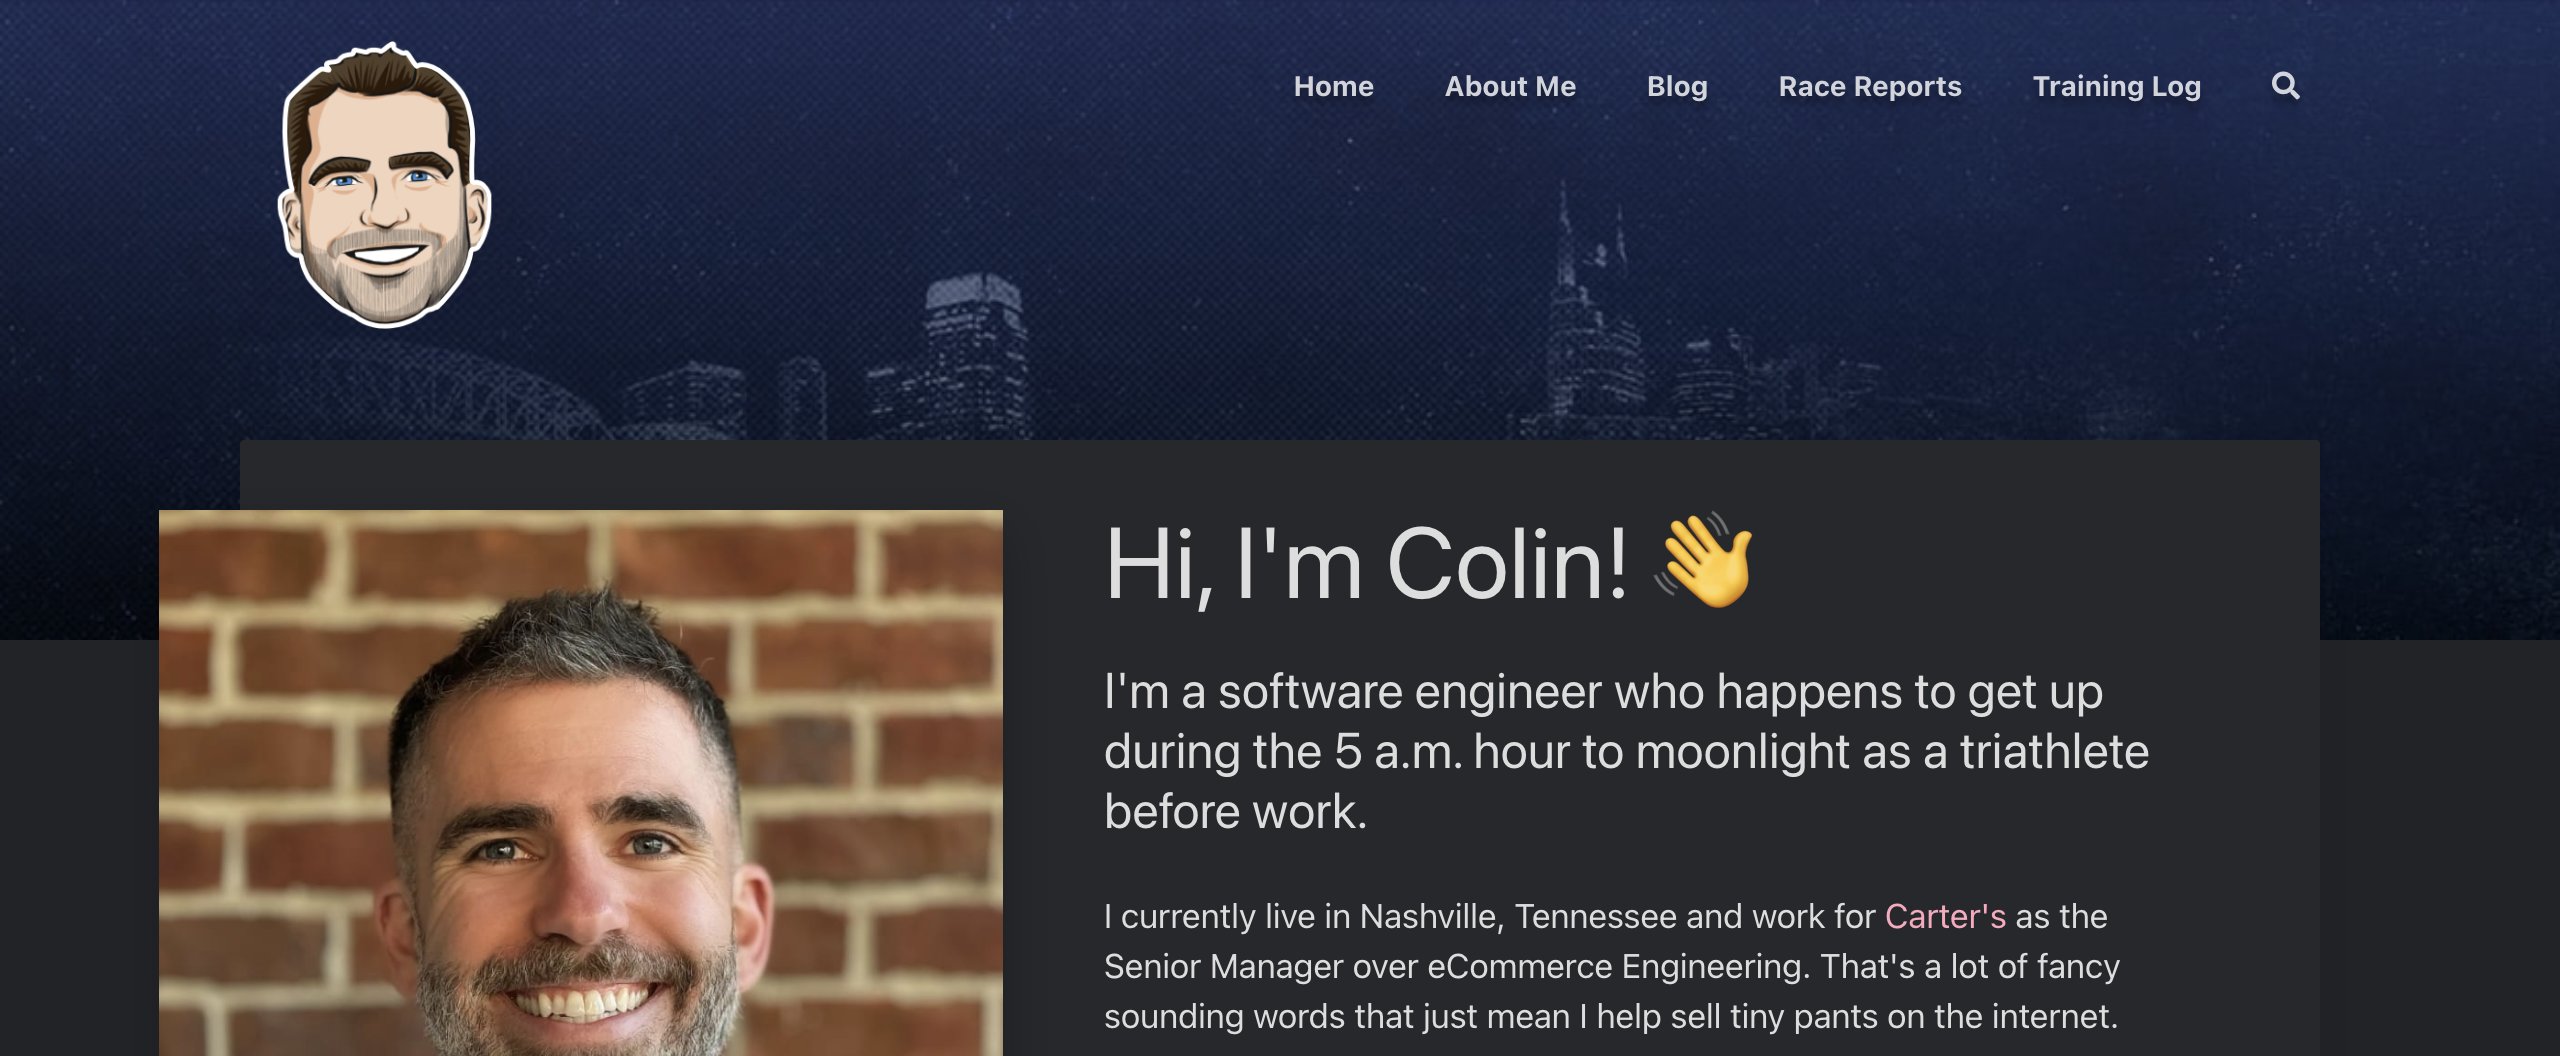 Home About Me Blog Race Reports Training Log
Hi, I'm Colin! 👋
I'm a software engineer who happens to get up
during the 5 a.m. hour to moonlight as a triathlete
before work.
I currently live in Nashville, Tennessee and work for Carter's as the
Senior Manager over eCommerce Engineering. That's a lot of fancy
sounding words that just mean I help sell tiny pants on the internet.